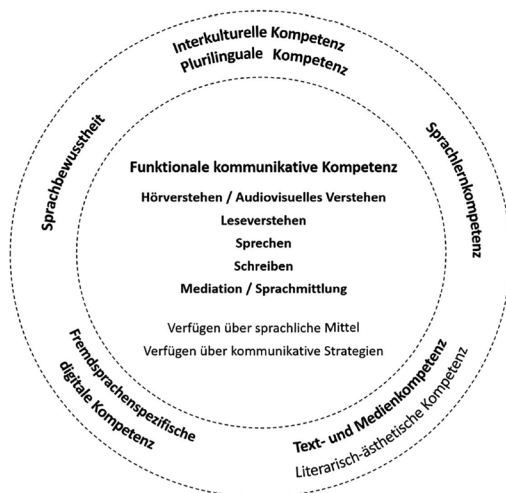 Interkulturelle Kompetenz
Plurilinguale Kompetenz
Sprachbewusstheit
Sprachlernkompetenz
Funktionale kommunikative Kompetenz
Hörverstehen / Audiovisuelles Verstehen
Leseverstehen
Sprechen
Schreiben
Mediation / Sprachmittlung
Verfügen über sprachliche Mittel
Verfügen über kommunikative Strategien
Fremdsprachenspezifische
digitale Kompetenz
Text- und Medienkompetenz
Literarisch-ästhetische Kompetenz